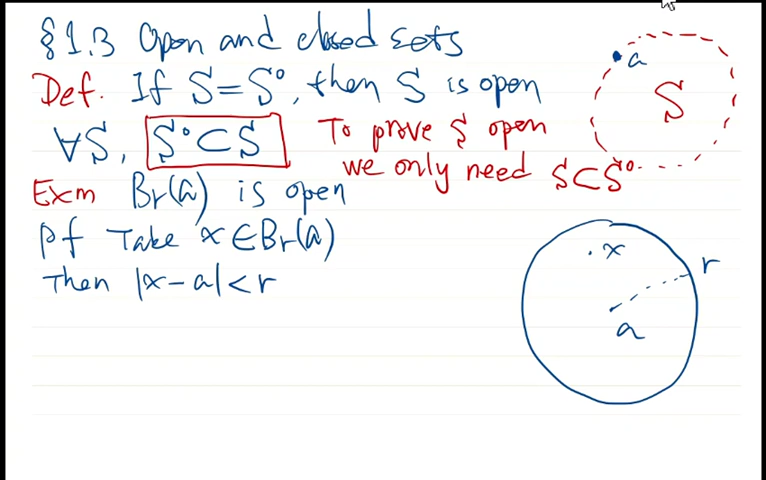 §1.3 Open and closed sets
Def. If S=S°, then S is open
∀S, S°⊂S To prove S open
we only need S⊂S°
Exm Br(a) is open
Pf Take x∈Br(a)
Then |x-a|<r
a
S
x
r
a